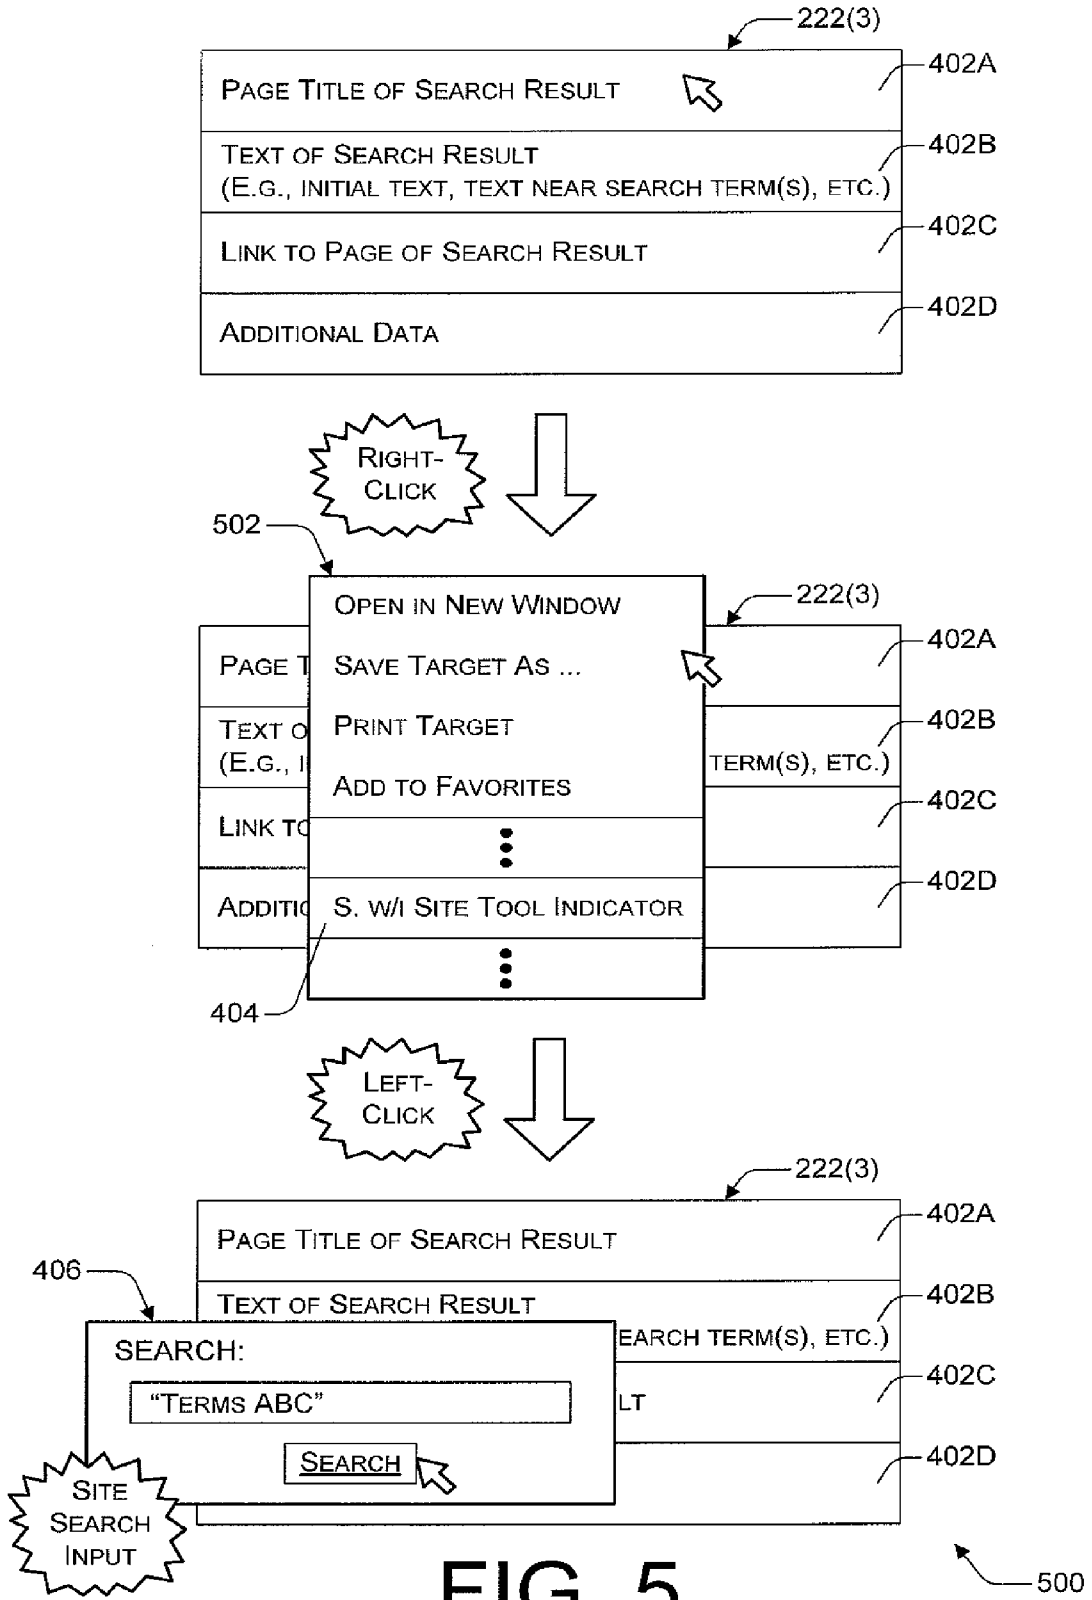 222(3)
402A
PAGE TITLE OF SEARCH RESULT
402B
TEXT OF SEARCH RESULT
(E.G., INITIAL TEXT, TEXT NEAR SEARCH TERM(S), ETC.)
402C
LINK TO PAGE OF SEARCH RESULT
402D
ADDITIONAL DATA
RIGHT-
CLICK
502
OPEN IN NEW WINDOW
222(3)
402A
PAGE T
SAVE TARGET AS ...
402B
TEXT O
PRINT TARGET
(E.G., I
TERM(S), ETC.)
ADD TO FAVORITES
402C
LINK TO
402D
ADDITIO
S. W/I SITE TOOL INDICATOR
404
LEFT-
CLICK
222(3)
402A
PAGE TITLE OF SEARCH RESULT
406
402B
TEXT OF SEARCH RESULT
EARCH TERM(S), ETC.)
SEARCH:
402C
"TERMS ABC"
LT
SEARCH
402D
SITE
SEARCH
INPUT
FIG. 5
500